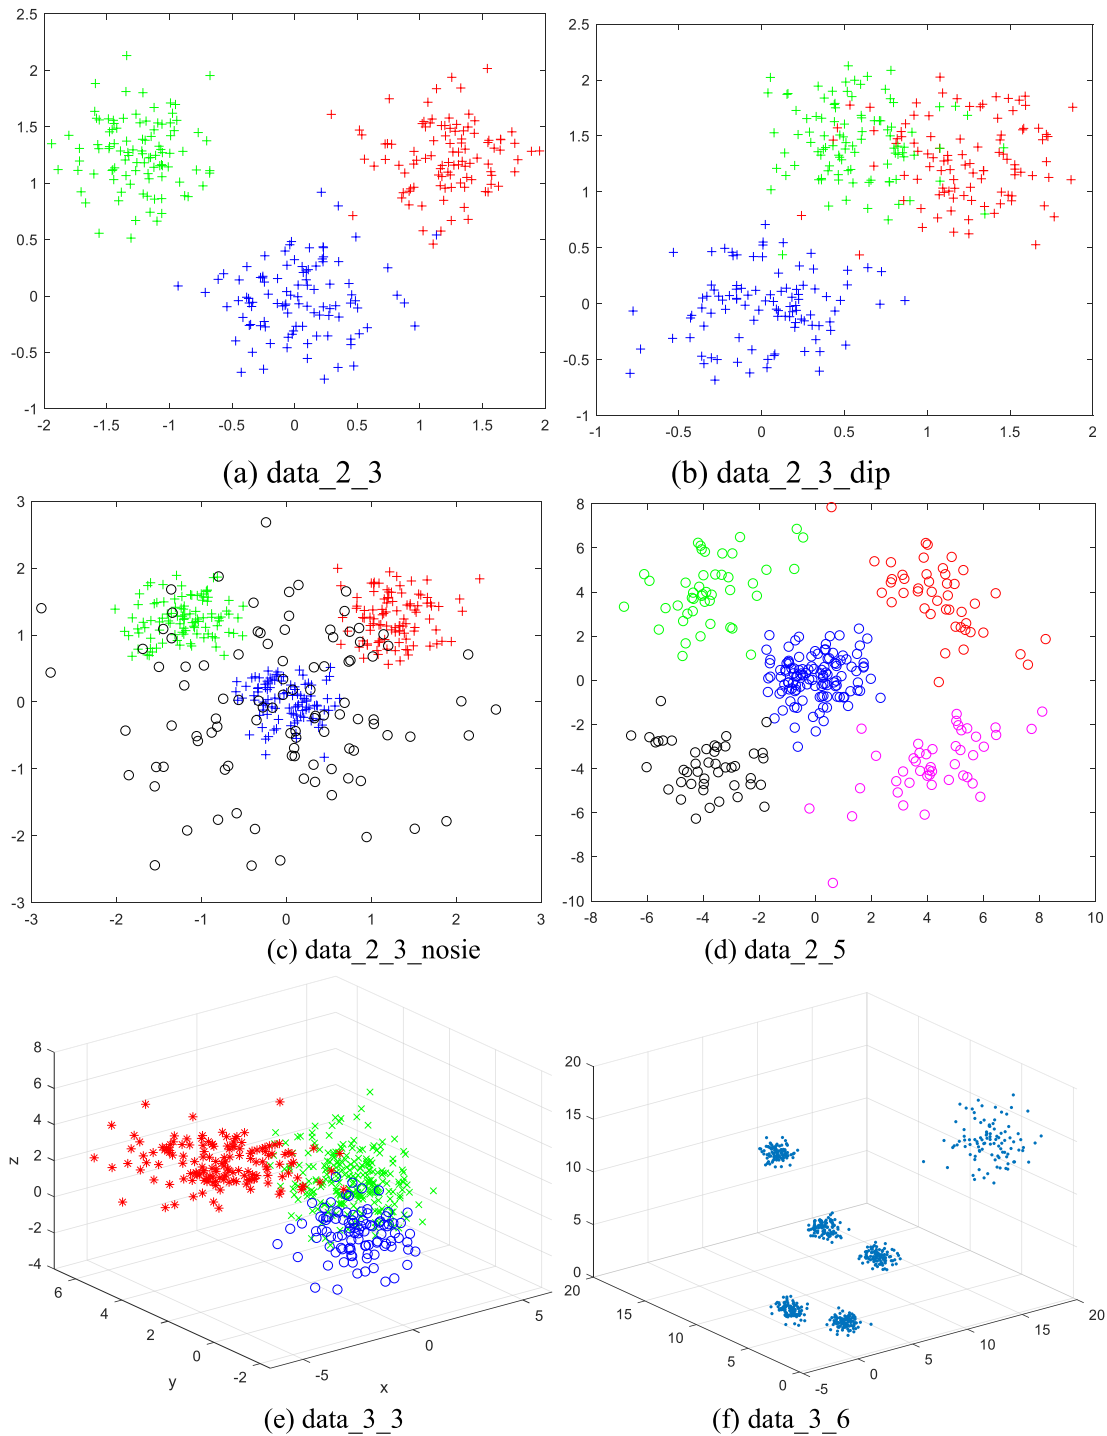 2.5
2
1.5
1
0.5
0
-0.5
-1
-2 -1.5 -1 -0.5 0 0.5 1 1.5 2
(a) data_2_3
2.5
2
1.5
1
0.5
0
-0.5
-1
-1 -0.5 0 0.5 1 1.5 2
(b) data_2_3_dip
3
2
1
0
-1
-2
-3
-3 -2 -1 0 1 2 3
(c) data_2_3_nosie
8
6
4
2
0
-2
-4
-6
-8
-10
-8 -6 -4 -2 0 2 4 6 8 10
(d) data_2_5
8
6
4
2
0
-2
-4
z
6 4 2 0 -2
y
-5 0 5
x
(e) data_3_3
20
15
10
5
0
20 15 10 5 0
-5 0 5 10 15 20
(f) data_3_6